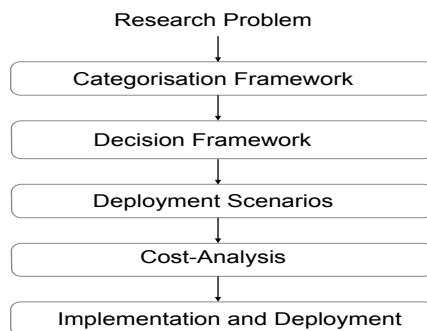 Research Problem
Categorisation Framework
Decision Framework
Deployment Scenarios
Cost-Analysis
Implementation and Deployment